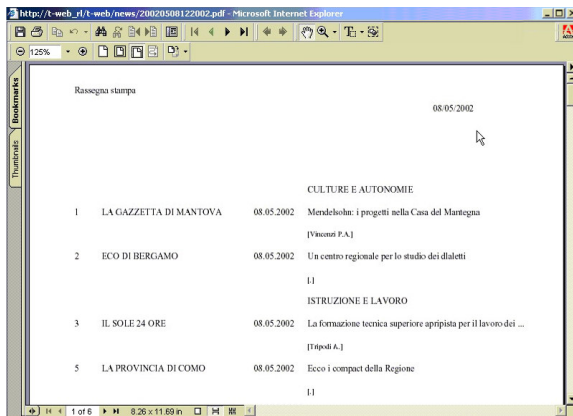 http://t-web_rl/t-web/news/20020508122002.pdf - Microsoft Internet Explorer
125%
Bookmarks
Thumbnails
Rassegna stampa
08/05/2002
CULTURE E AUTONOMIE
1 LA GAZZETTA DI MANTOVA 08.05.2002 Mendelsohn: i progetti nella Casa del Mantegna
[Vincenzi P.A.]
2 ECO DI BERGAMO 08.05.2002 Un centro regionale per lo studio dei dlaletti
[.]
ISTRUZIONE E LAVORO
3 IL SOLE 24 ORE 08.05.2002 La formazione tecnica superiore apripista per il lavoro dei ...
[Tripodi A.]
5 LA PROVINCIA DI COMO 08.05.2002 Ecco i compact della Regione
[.]
1 of 6 8.26 x 11.69 in